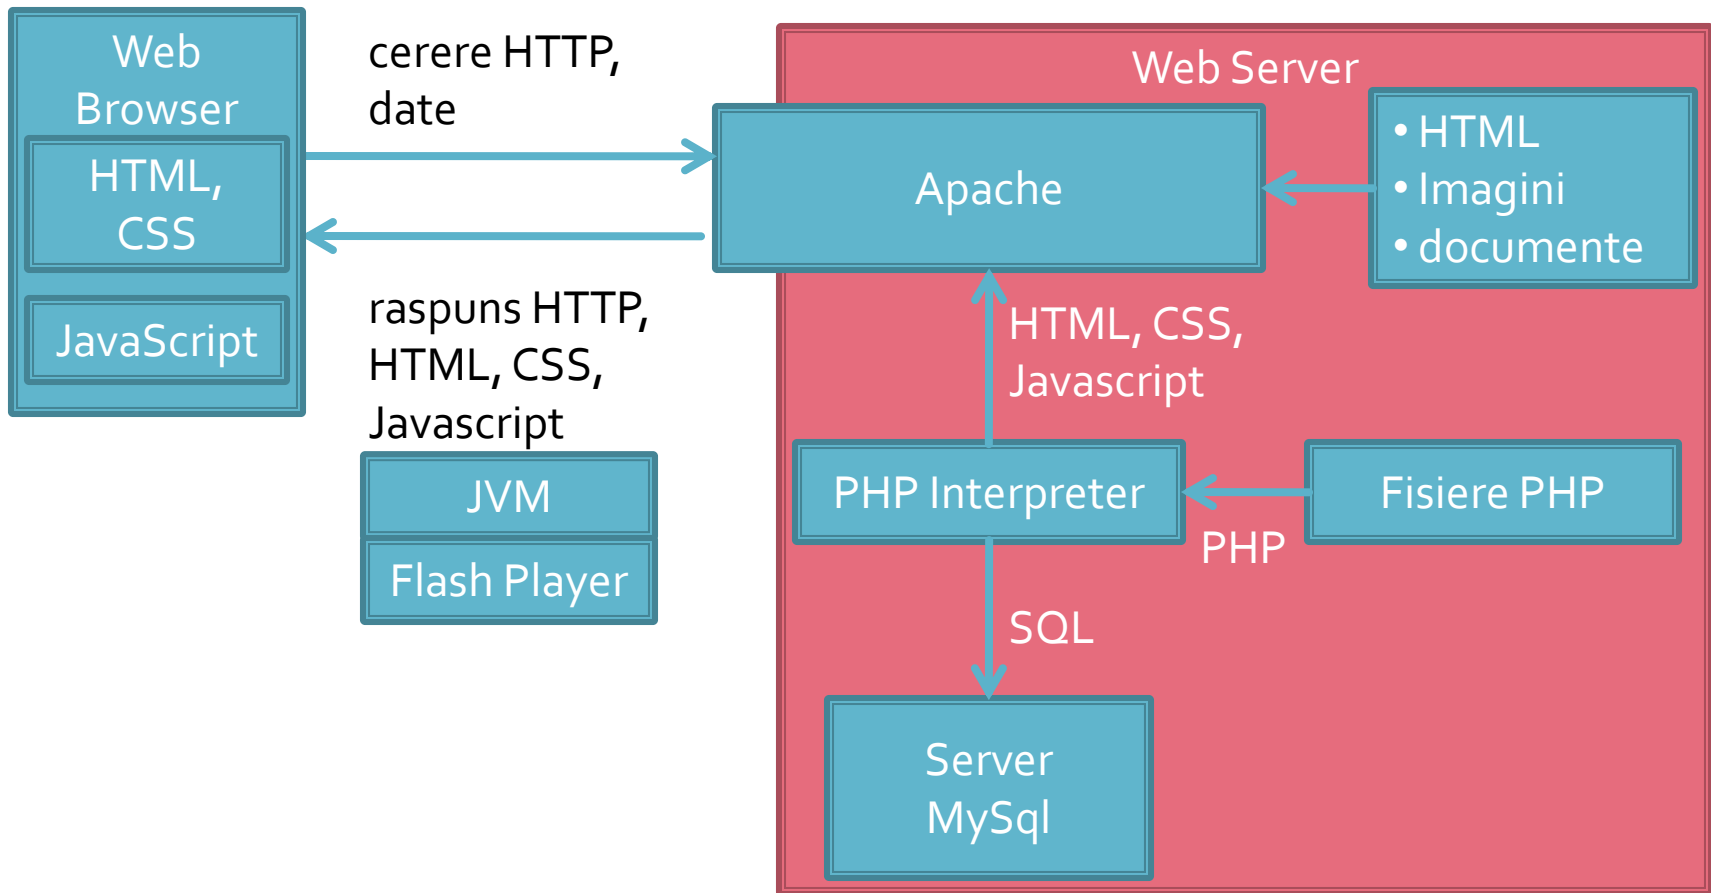 Web
Browser
HTML,
CSS
JavaScript
cerere HTTP,
date
raspuns HTTP,
HTML, CSS,
Javascript
JVM
Flash Player
Web Server
Apache
• HTML
• Imagini
• documente
HTML, CSS,
Javascript
PHP Interpreter
PHP
Fisiere PHP
SQL
Server
MySql